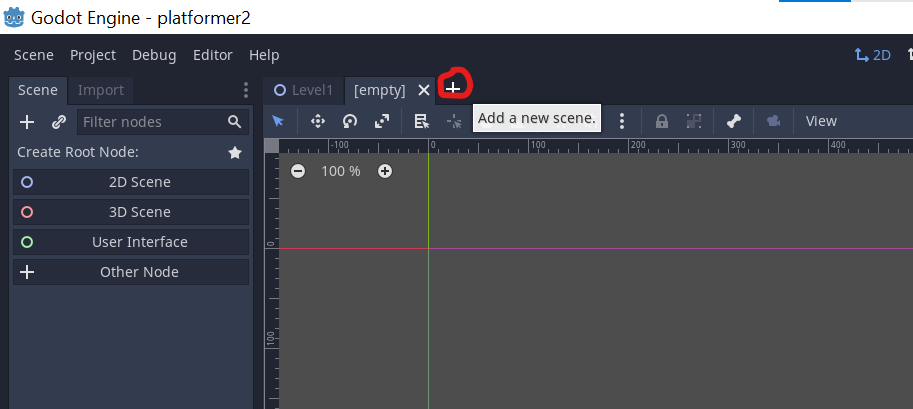 Godot Engine - platformer2
Scene Project Debug Editor Help
2D
Scene Import
Level1 [empty]
Filter nodes
Add a new scene.
View
Create Root Node:
-100 0 100 200 300 400
100 %
2D Scene
3D Scene
User Interface
0
Other Node
100